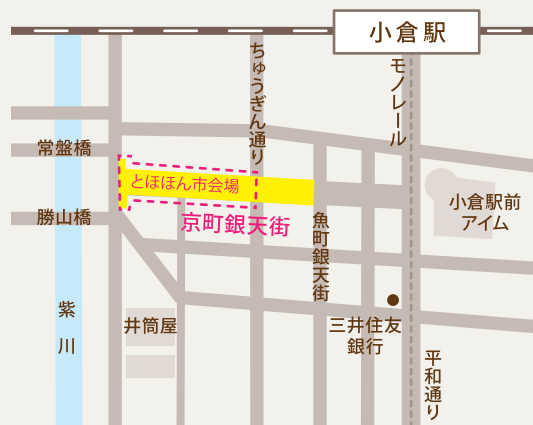 小倉駅
ちゅうぎん通り
モノレール
常盤橋
とほほん市会場
小倉駅前
アイム
勝山橋
京町銀天街
魚町銀天街
紫川
井筒屋
三井住友
銀行
平和通り